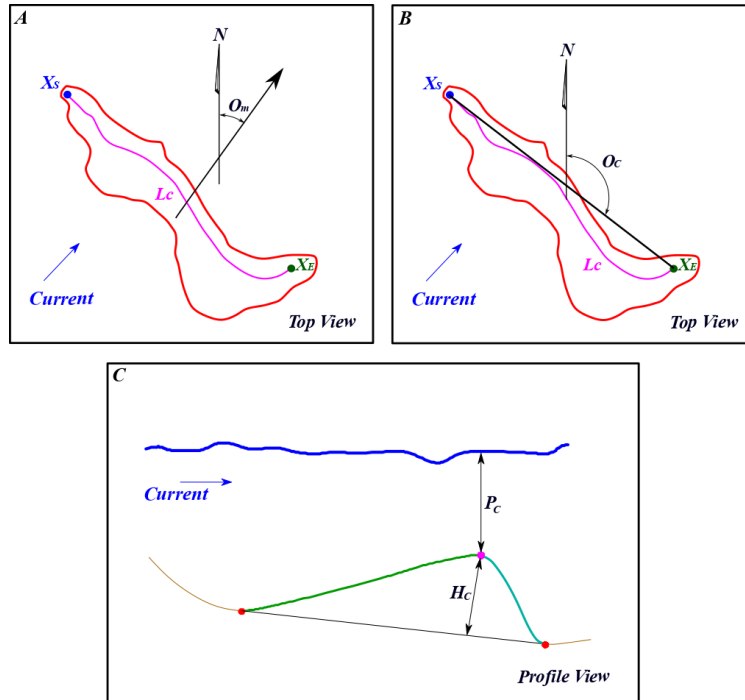 A
N
Xs
Om
Lc
XE
Current
Top View
B
N
Xs
Oc
Lc
XE
Current
Top View
C
Current
Pc
Hc
Profile View